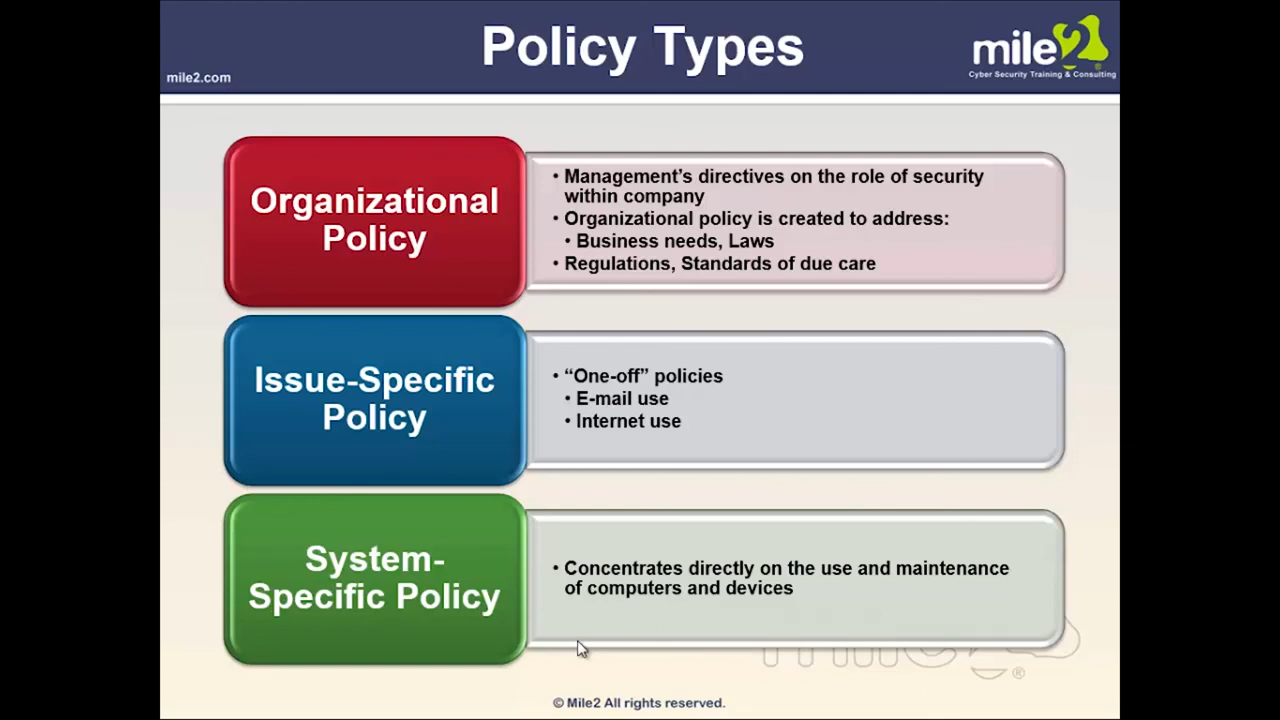 Policy Types
mile2
Cyber Security Training & Consulting
mile2.com
Organizational
Policy
• Management’s directives on the role of security
within company
• Organizational policy is created to address:
• Business needs, Laws
• Regulations, Standards of due care
Issue-Specific
Policy
• “One-off” policies
• E-mail use
• Internet use
System-
Specific Policy
• Concentrates directly on the use and maintenance
of computers and devices
mile2®
© Mile2 All rights reserved.